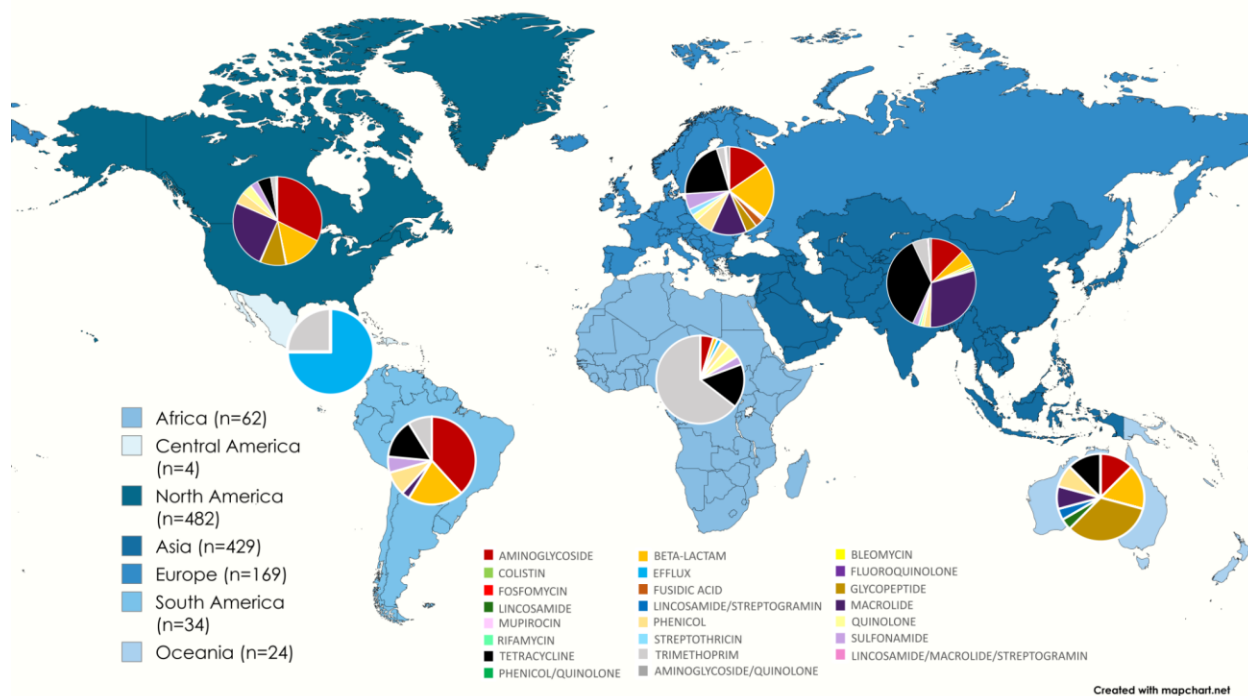 Africa (n=62)
Central America
(n=4)
North America
(n=482)
Asia (n=429)
Europe (n=169)
South America
(n=34)
Oceania (n=24)
AMINOGLYCOSIDE
COLISTIN
FOSFOMYCIN
LINCOSAMIDE
MUPIROCIN
RIFAMYCIN
TETRACYCLINE
PHENICOL/QUINOLONE
BETA-LACTAM
EFFLUX
FUSIDIC ACID
LINCOSAMIDE/STREPTOGRAMIN
PHENICOL
STREPTOTHRICIN
TRIMETHOPRIM
AMINOGLYCOSIDE/QUINOLONE
BLEOMYCIN
FLUOROQUINOLONE
GLYCOPEPTIDE
MACROLIDE
QUINOLONE
SULFONAMIDE
LINCOSAMIDE/MACROLIDE/STREPTOGRAMIN
Created with mapchart.net